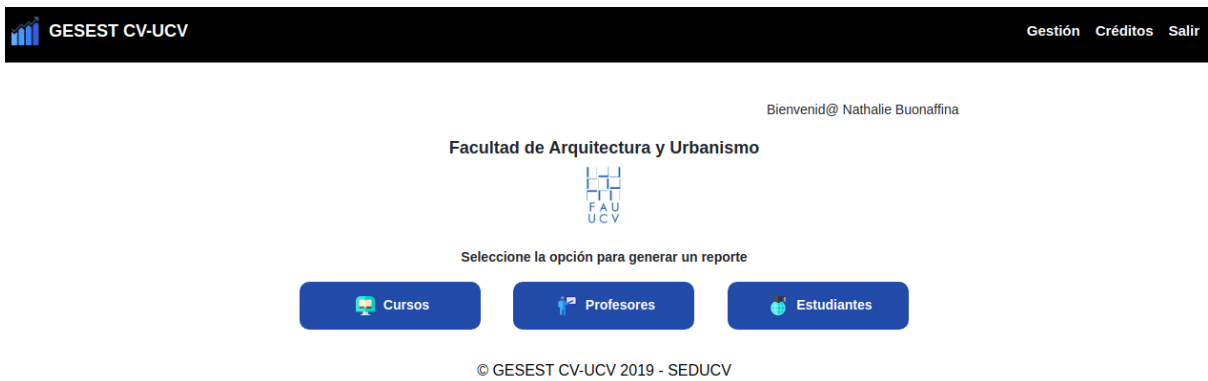 GESEST CV-UCV Gestión Créditos Salir
Bienvenid@ Nathalie Buonaffina
Facultad de Arquitectura y Urbanismo
FAU
UCV
Seleccione la opción para generar un reporte
Cursos Profesores Estudiantes
© GESEST CV-UCV 2019 - SEDUCV